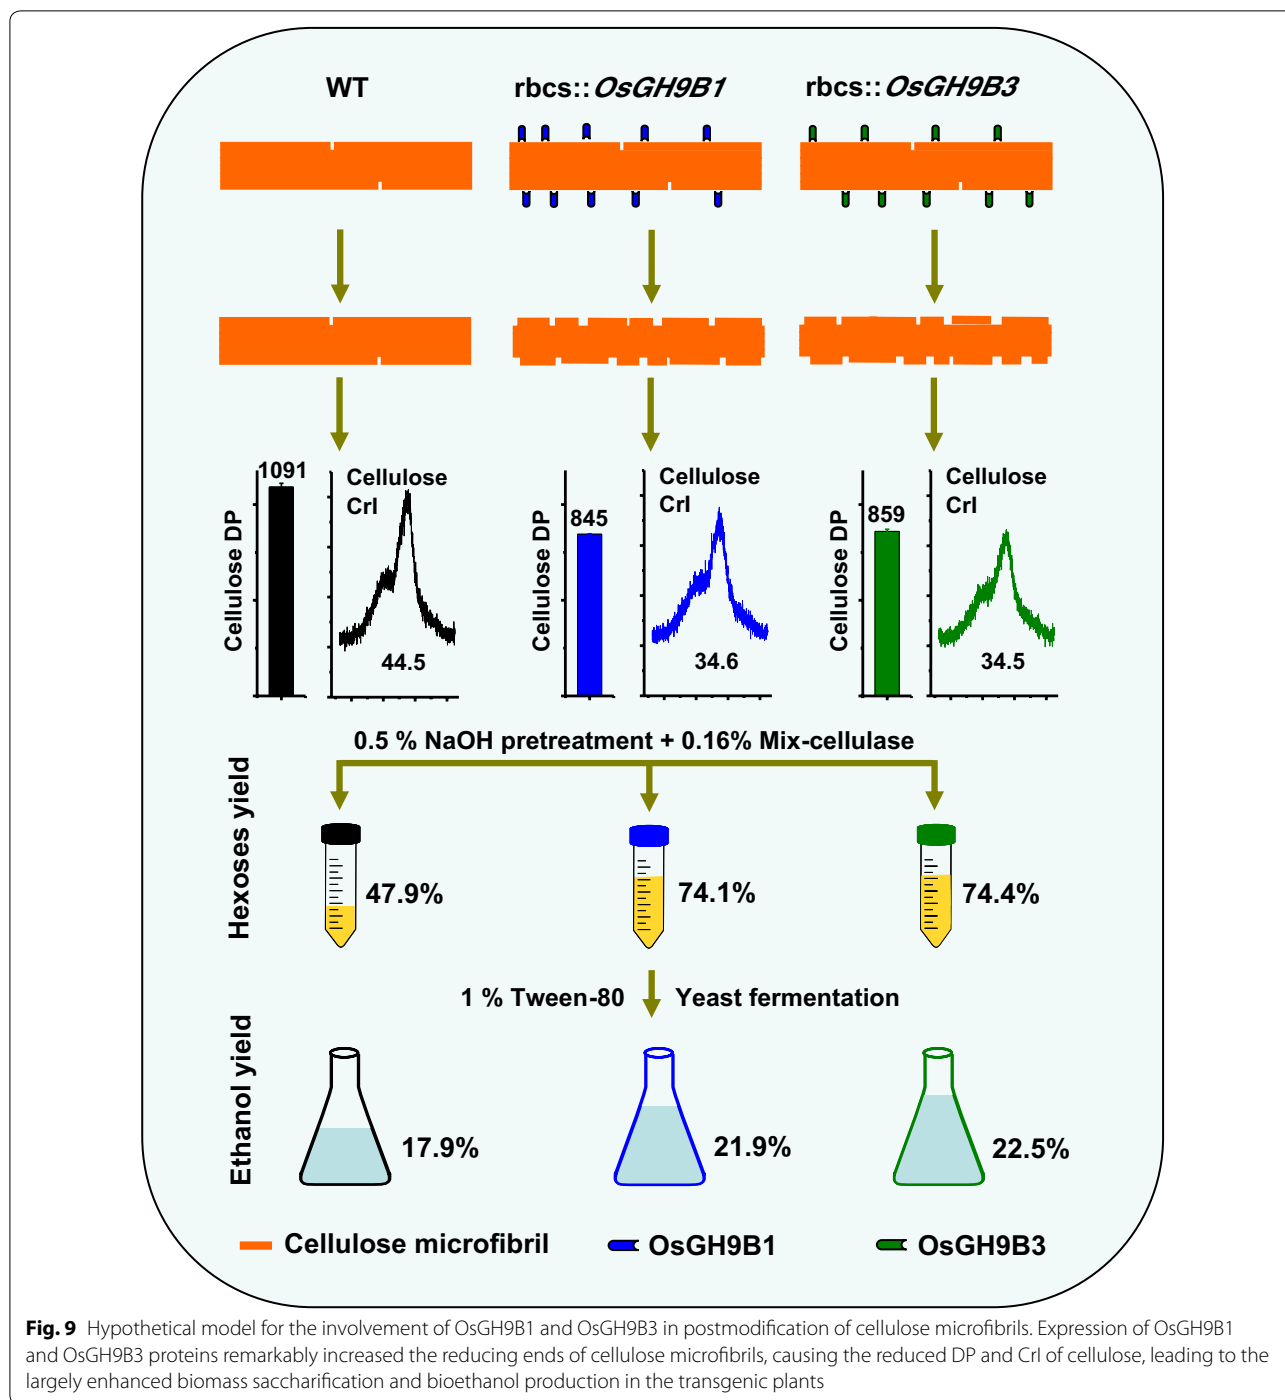 WT rbcs::OsGH9B1 rbcs::OsGH9B3
1091
Cellulose DP
Cellulose
CrI
44.5
845
Cellulose DP
Cellulose
CrI
34.6
859
Cellulose DP
Cellulose
CrI
34.5
0.5 % NaOH pretreatment + 0.16% Mix-cellulase
Hexoses yield
47.9% 74.1% 74.4%
1 % Tween-80 Yeast fermentation
Ethanol yield
17.9% 21.9% 22.5%
Cellulose microfibril OsGH9B1 OsGH9B3
Fig. 9 Hypothetical model for the involvement of OsGH9B1 and OsGH9B3 in postmodification of cellulose microfibrils. Expression of OsGH9B1
and OsGH9B3 proteins remarkably increased the reducing ends of cellulose microfibrils, causing the reduced DP and CrI of cellulose, leading to the
largely enhanced biomass saccharification and bioethanol production in the transgenic plants